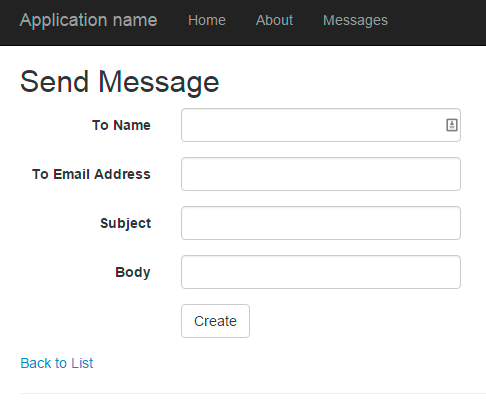 Application name Home About Messages
Send Message
To Name
To Email Address
Subject
Body
Create
Back to List